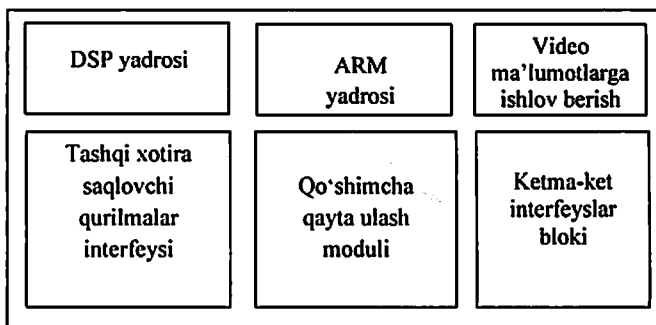 DSP yadrosi
ARM
yadrosi
Video
ma’lumotlarga
ishlov berish
Tashqi xotira
saqlovchi
qurilmalar
interfeysi
Qo‘shimcha
qayta ulash
moduli
Ketma-ket
interfeyslar
bloki